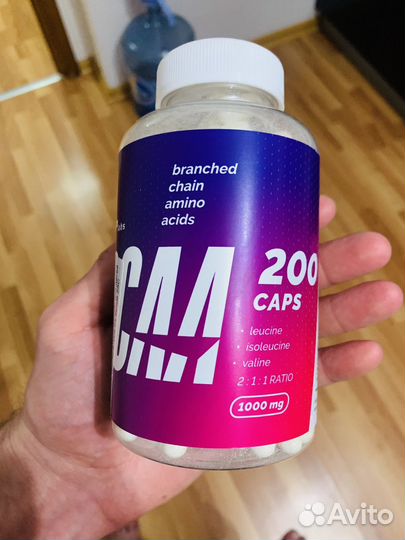 branched
chain
amino
acids
CAA
200
CAPS
• leucine
• isoleucine
• valine
2 : 1 : 1 RATIO
1000 mg
Avito